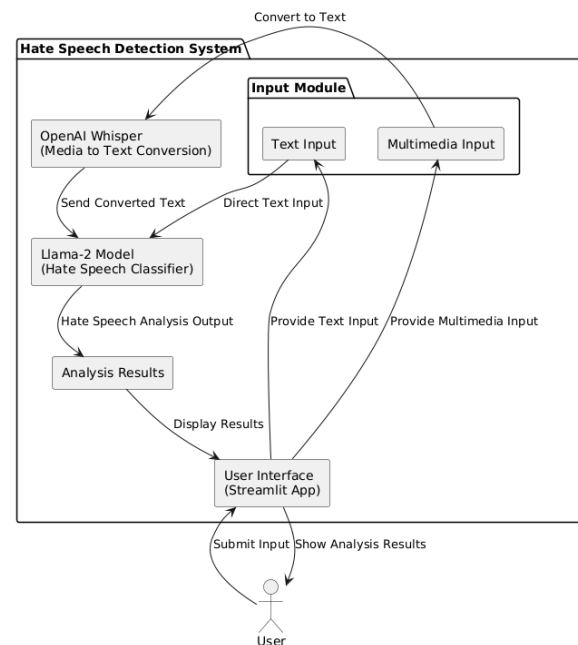 Convert to Text
Hate Speech Detection System
Input Module
OpenAI Whisper
(Media to Text Conversion)
Text Input
Multimedia Input
Send Converted Text
Direct Text Input
Llama-2 Model
(Hate Speech Classifier)
Hate Speech Analysis Output
Provide Text Input
Provide Multimedia Input
Analysis Results
Display Results
User Interface
(Streamlit App)
Submit Input
Show Analysis Results
User